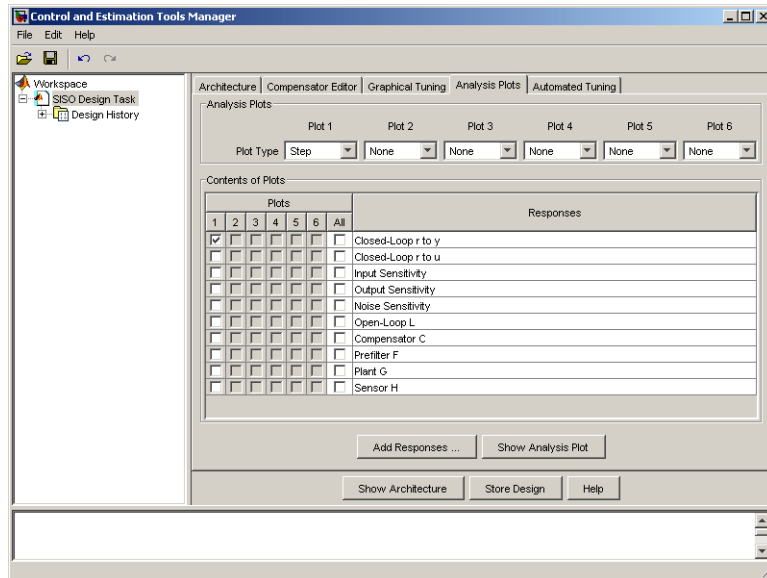 Control and Estimation Tools Manager
File Edit Help
Workspace
SISO Design Task
Design History
Architecture Compensator Editor Graphical Tuning Analysis Plots Automated Tuning
Analysis Plots
Plot 1 Plot 2 Plot 3 Plot 4 Plot 5 Plot 6
Plot Type Step None None None None None
Contents of Plots
Plots
Responses
1 2 3 4 5 6 All
Closed-Loop r to y
Closed-Loop r to u
Input Sensitivity
Output Sensitivity
Noise Sensitivity
Open-Loop L
Compensator C
Prefilter F
Plant G
Sensor H
Add Responses ... Show Analysis Plot
Show Architecture Store Design Help